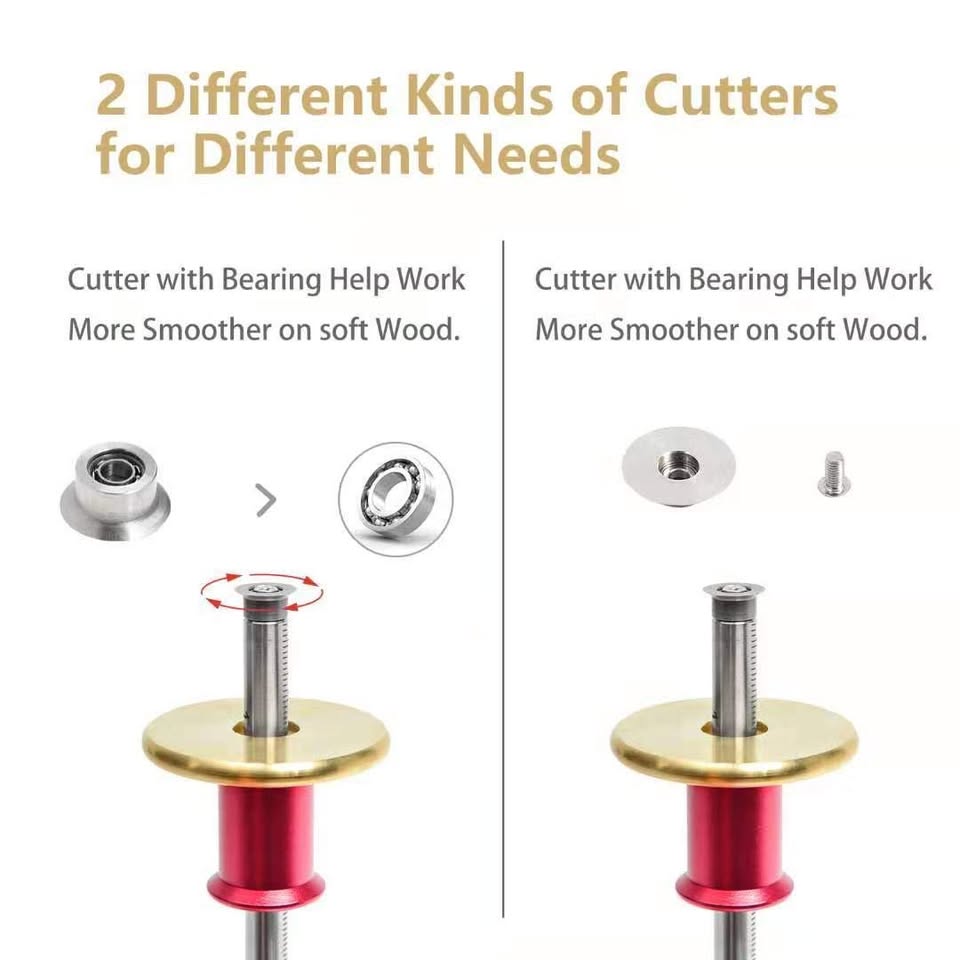 2 Different Kinds of Cutters
for Different Needs
Cutter with Bearing Help Work
More Smoother on soft Wood.
Cutter with Bearing Help Work
More Smoother on soft Wood.